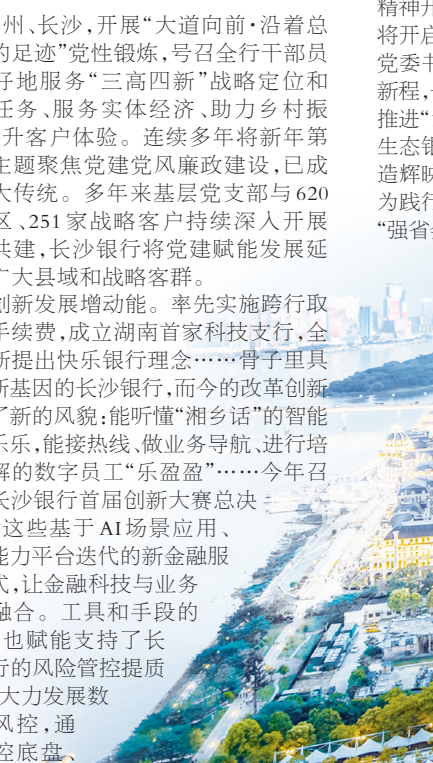 州、长沙,开展“大道向前·沿着总
的足迹”党性锻炼,号召全行干部员
好地服务“三高四新”战略定位和
任务、服务实体经济、助力乡村振
升客户体验。连续多年将新年第
主题聚焦党建党风廉政建设,已成
大传统。多年来基层党支部与620
区、251家战略客户持续深入开展
共建,长沙银行将党建赋能发展延
广大县域和战略客群。
创新发展增动能。率先实施跨行取
手续费,成立湖南首家科技支行,全
新提出快乐银行理念……骨子里具
新基因的长沙银行,而今的改革创新
了新的风貌:能听懂“湘乡话”的智能
乐乐,能接热线、做业务导航、进行培
解的数字员工“乐盈盈”……今年召
长沙银行首届创新大赛总决
这些基于AI场景应用、
能力平台迭代的新金融服
式,让金融科技与业务
融合。工具和手段的
也赋能支持了长
行的风险管控提质
大力发展数
风控,通
控底盘、
精神升
将开启
党委书
新程,
推进“
生态银
造辉映
为践行
“强省会